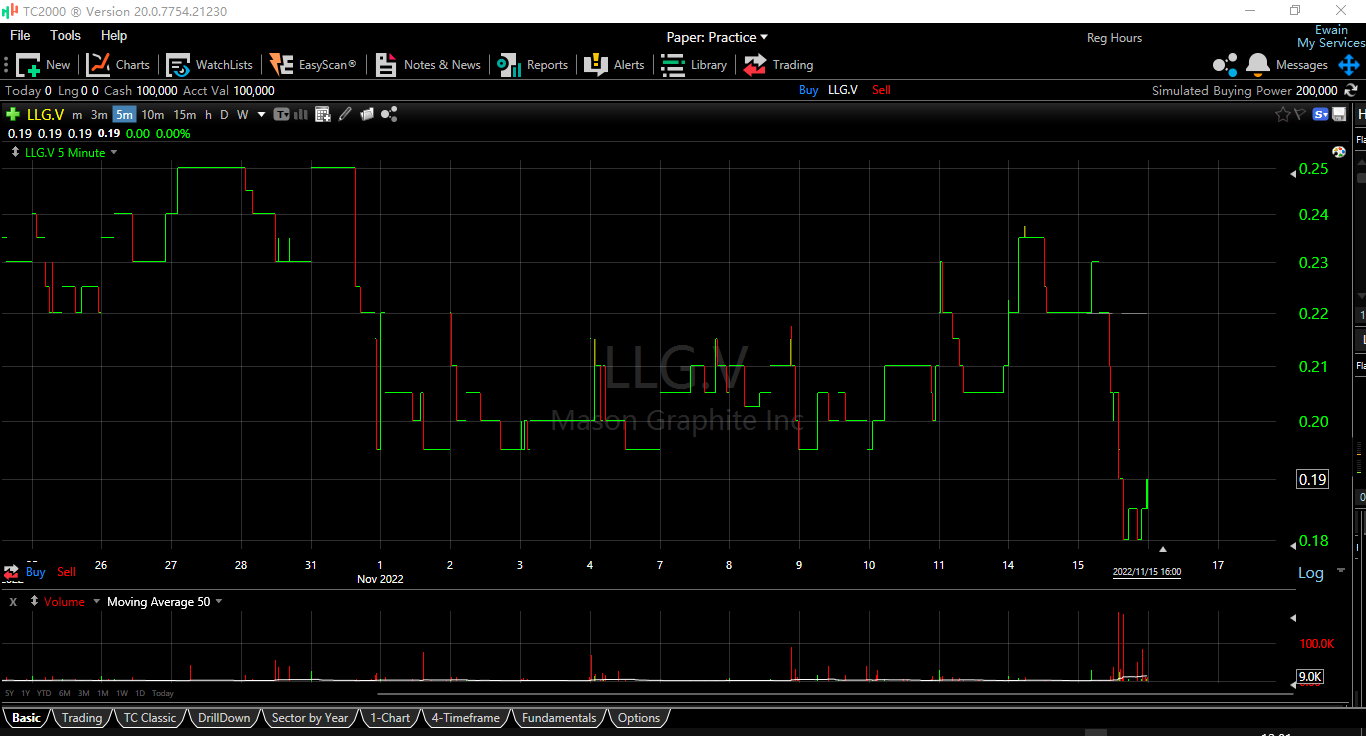 TC2000 ® Version 20.0.7754.21230
File Tools Help
Paper: Practice
Reg Hours
Ewain
My Services
New Charts WatchLists EasyScan® Notes & News Reports Alerts Library Trading
Messages
Today 0 Lng 0 0 Cash 100,000 Acct Val 100,000
Buy LLG.V Sell
Simulated Buying Power 200,000
LLG.V m 3m 5m 10m 15m h D W
0.19 0.19 0.19 0.19 0.00 0.00%
LLG.V 5 Minute
0.25
0.24
0.23
0.22
0.21
0.20
0.19
0.18
LLG.V
Mason Graphite Inc
26 27 28 31 1 2 3 4 7 8 9 10 11 14 15 17
Buy Sell
Nov 2022
2022/11/15 16:00
Log
X Volume Moving Average 50
100.0K
9.0K
5Y 1Y YTD 6M 3M 1M 1W 1D Today
Basic Trading TC Classic DrillDown Sector by Year 1-Chart 4-Timeframe Fundamentals Options